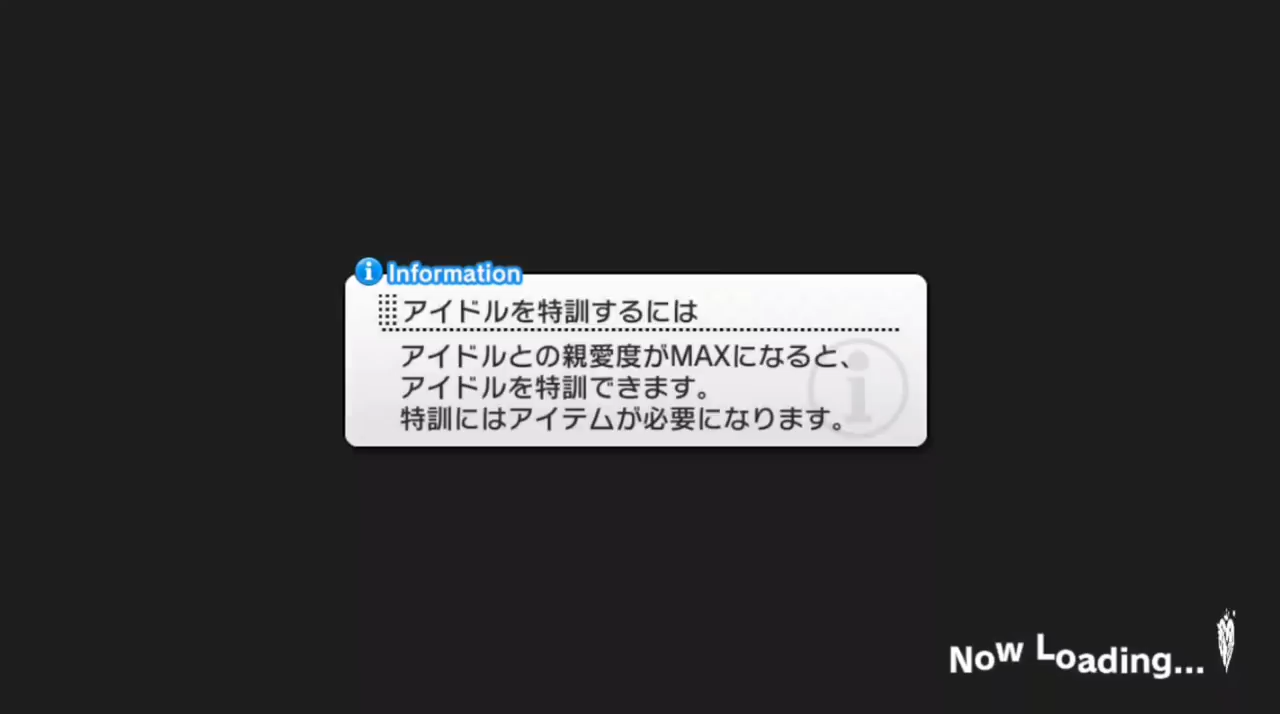 Information
アイドルを特訓するには
アイドルとの親愛度がMAXになると、
アイドルを特訓できます。
特訓にはアイテムが必要になります。
Now Loading...